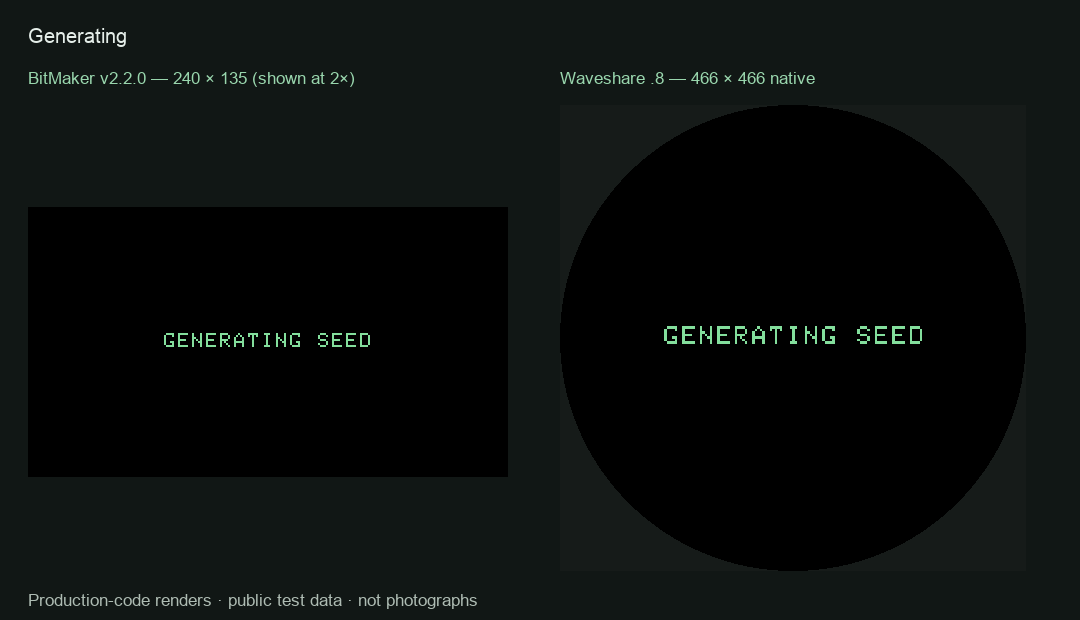 Generating
BitMaker v2.2.0 — 240 × 135 (shown at 2×)
Waveshare .8 — 466 × 466 native
GENERATING SEED
GENERATING SEED
Production-code renders · public test data · not photographs